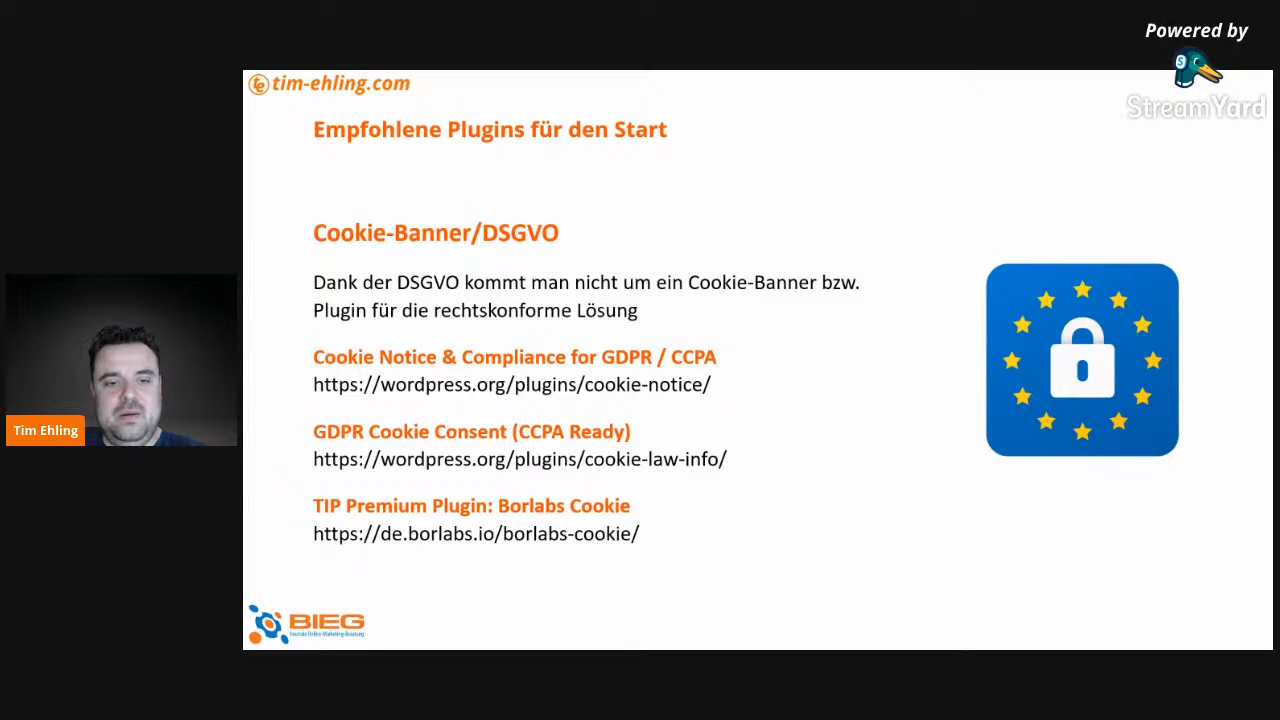 Powered by
StreamYard
tim-ehling.com
Empfohlene Plugins für den Start
Cookie-Banner/DSGVO
Dank der DSGVO kommt man nicht um ein Cookie-Banner bzw.
Plugin für die rechtskonforme Lösung
Cookie Notice & Compliance for GDPR / CCPA
https://wordpress.org/plugins/cookie-notice/
GDPR Cookie Consent (CCPA Ready)
https://wordpress.org/plugins/cookie-law-info/
TIP Premium Plugin: Borlabs Cookie
https://de.borlabs.io/borlabs-cookie/
Tim Ehling
BIEG
Online-Marketing-Beratung